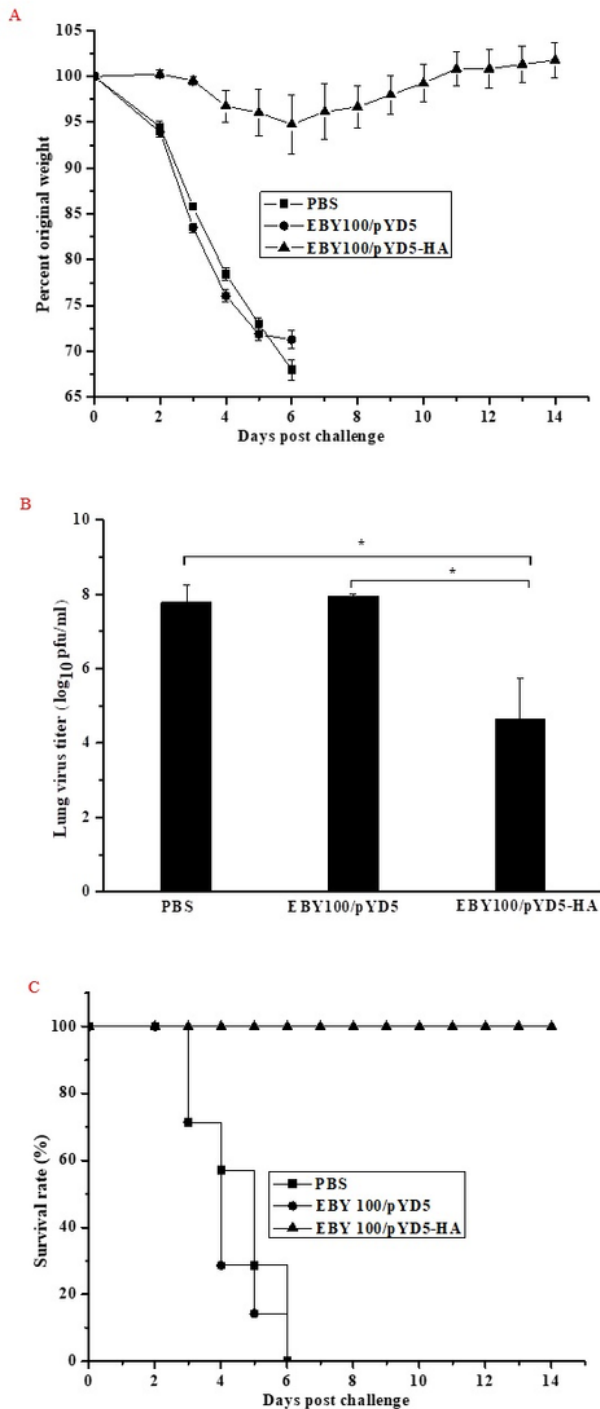 A
105
100
95
90
85
80
75
70
65
Percent original weight
PBS
EBY100/pYD5
EBY100/pYD5-HA
0 2 4 6 8 10 12 14
Days post challenge
B
10
8
6
4
2
0
Lung virus titer (log10 pfu/ml)
*
*
PBS EBY100/pYD5 EBY100/pYD5-HA
C
100
80
60
40
20
0
Survival rate (%)
PBS
EBY 100/pYD5
EBY 100/pYD5-HA
0 2 4 6 8 10 12 14
Days post challenge